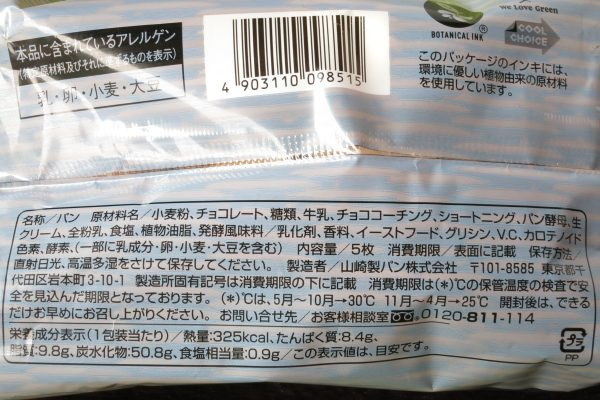 We Love Green
BOTANICAL INK®
COOL CHOICE
本品に含まれているアレルゲン
(特定原材料及びそれに準ずるものを表示)
乳・卵・小麦・大豆
4 903110 098515
このパッケージのインキには、
環境に優しい植物由来の原材料
を使用しています。
名称/パン 原材料名/小麦粉、チョコレート、糖類、牛乳、チョココーチング、ショートニング、パン酵母、生
クリーム、全粉乳、食塩、植物油脂、発酵風味料/乳化剤、香料、イーストフード、グリシン、V.C、カロテノイド
色素、酵素、(一部に乳成分・卵・小麦・大豆を含む) 内容量/5枚 消費期限/表面に記載 保存方法/
直射日光、高温多湿をさけて保存してください。 製造者/山崎製パン株式会社 〒101-8585 東京都千
代田区岩本町3-10-1 製造所固有記号は消費期限の下に記載 消費期限は(*)℃の保管温度の検査で安
全を見込んだ期限となっております。 (*)℃は、5月~10月→30℃ 11月~4月→25℃ 開封後は、できる
だけお早めにお召し上がりください。 お問い合せ先/お客様相談室 0120-811-114
栄養成分表示(1包装当たり)/熱量:325kcal、たんぱく質:8.4g、
脂質:9.8g、炭水化物:50.8g、食塩相当量:0.9g/この表示値は、目安です。
PP